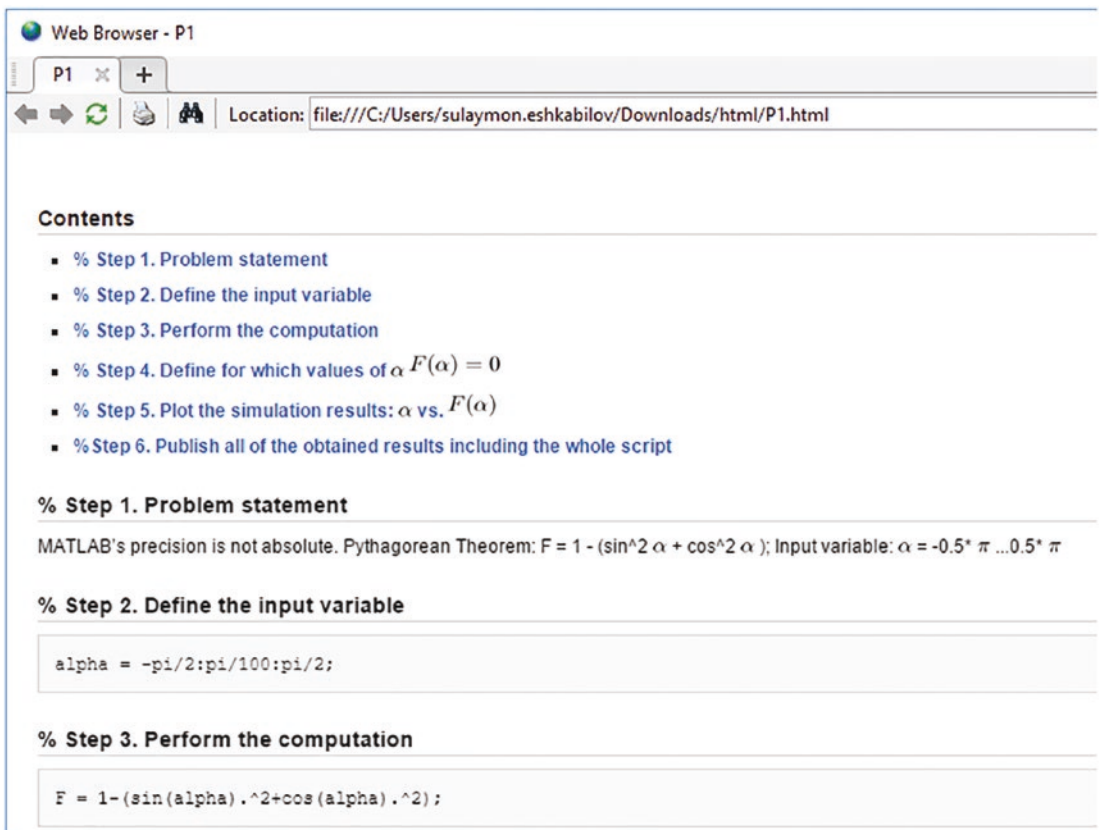 Web Browser - P1
P1
Location: file:///C:/Users/sulaymon.eshkabilov/Downloads/html/P1.html
Contents
% Step 1. Problem statement
% Step 2. Define the input variable
% Step 3. Perform the computation
% Step 4. Define for which values of α F(α) = 0
% Step 5. Plot the simulation results: α vs. F(α)
%Step 6. Publish all of the obtained results including the whole script
% Step 1. Problem statement
MATLAB's precision is not absolute. Pythagorean Theorem: F = 1 - (sin^2 α + cos^2 α ); Input variable: α = -0.5* π ...0.5* π
% Step 2. Define the input variable
alpha = -pi/2:pi/100:pi/2;
% Step 3. Perform the computation
F = 1-(sin(alpha).^2+cos(alpha).^2);